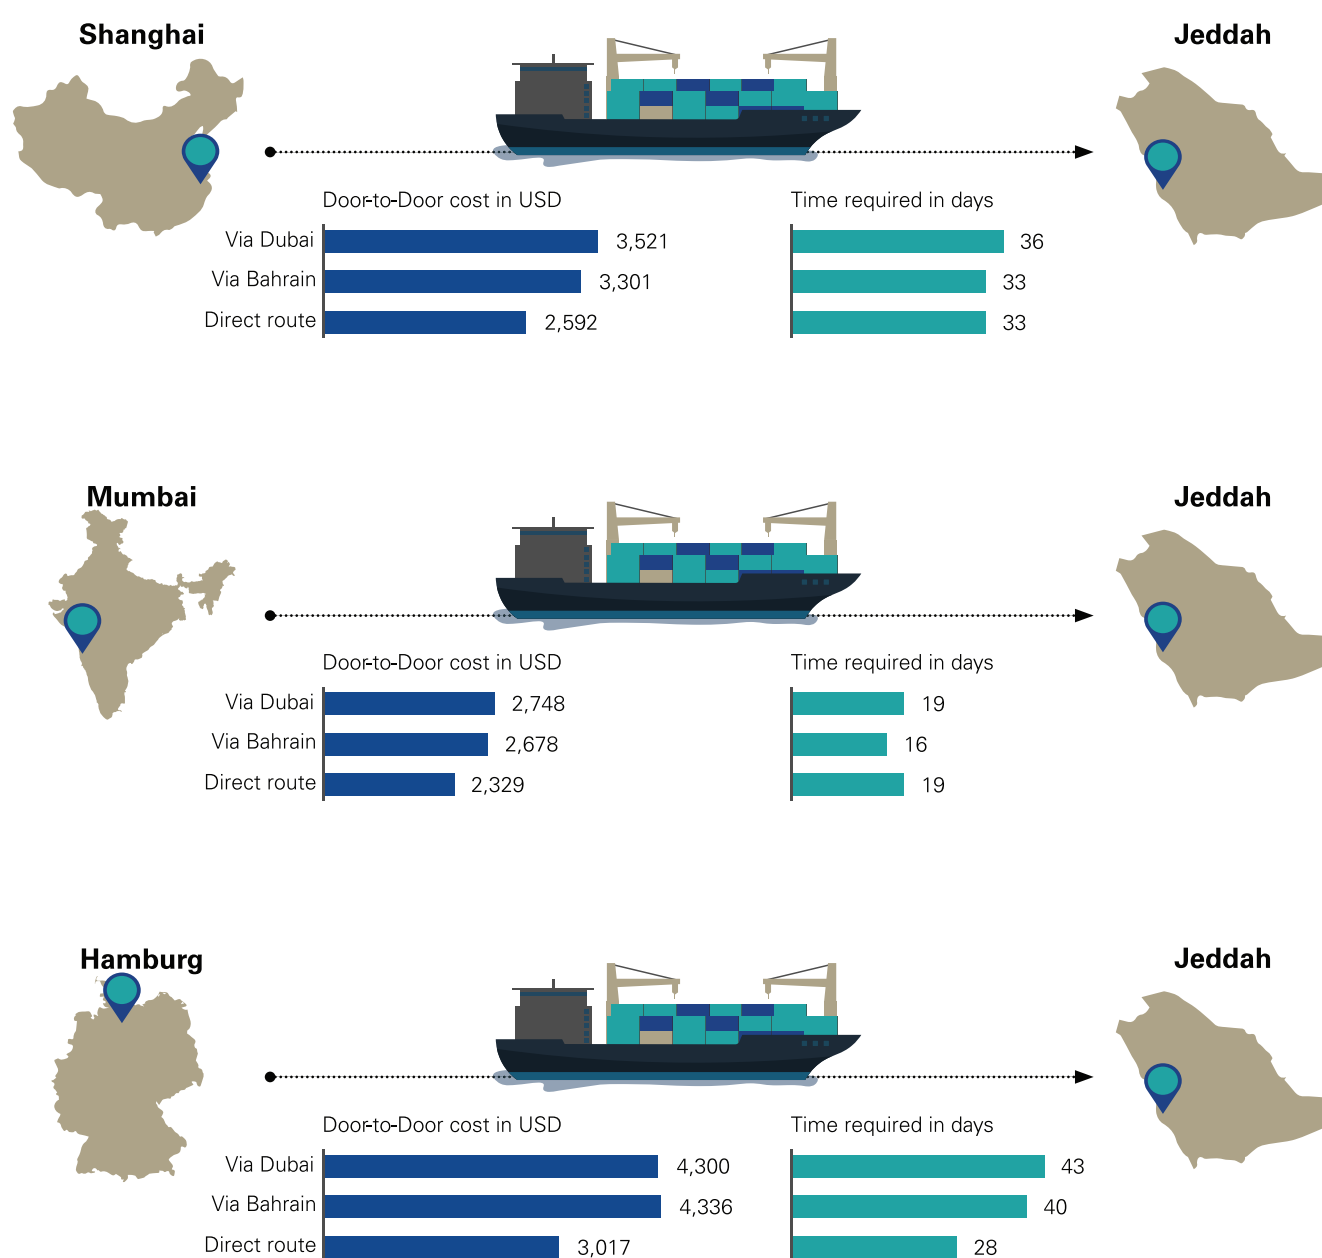 Shanghai
Jeddah
Door-to-Door cost in USD
Time required in days
Via Dubai 3,521 36
Via Bahrain 3,301 33
Direct route 2,592 33
Mumbai
Jeddah
Door-to-Door cost in USD
Time required in days
Via Dubai 2,748 19
Via Bahrain 2,678 16
Direct route 2,329 19
Hamburg
Jeddah
Door-to-Door cost in USD
Time required in days
Via Dubai 4,300 43
Via Bahrain 4,336 40
Direct route 3,017 28